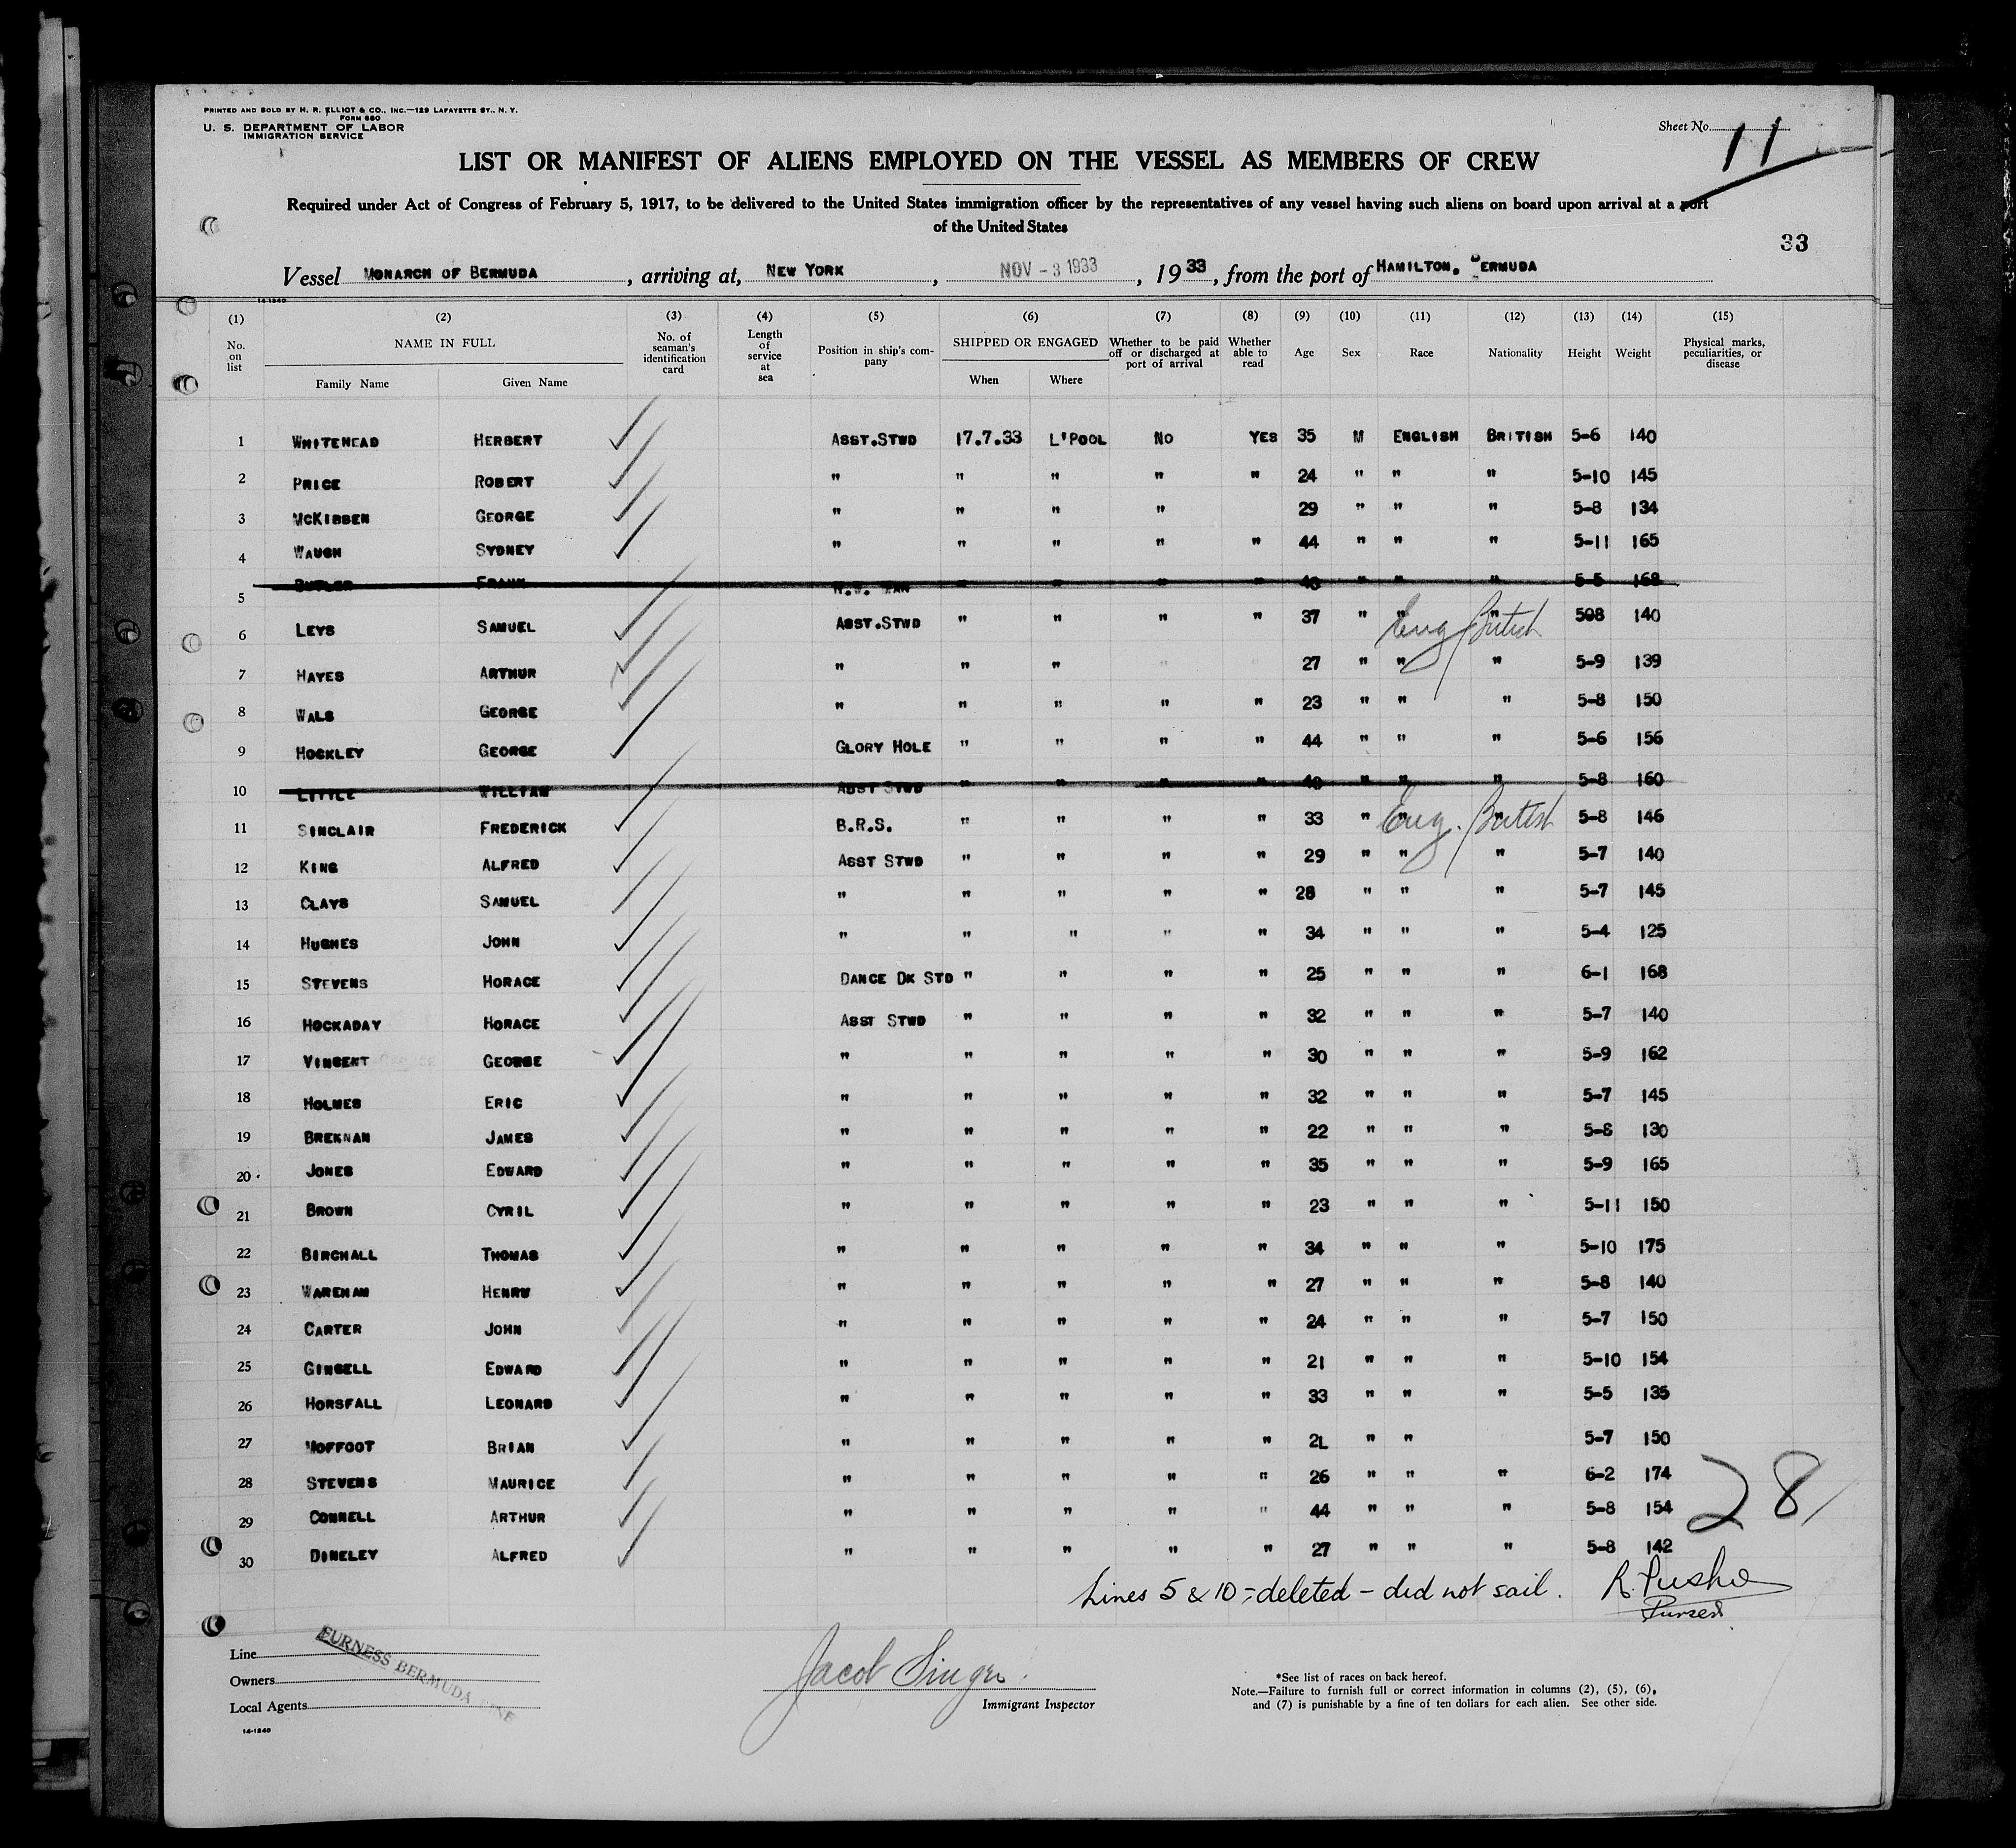 PRINTED AND SOLD BY H. R. ELLIOT & CO., INC.—129 LAFAYETTE ST., N. Y.
FORM 680
U. S. DEPARTMENT OF LABOR
IMMIGRATION SERVICE
Sheet No. 11
LIST OR MANIFEST OF ALIENS EMPLOYED ON THE VESSEL AS MEMBERS OF CREW
Required under Act of Congress of February 5, 1917, to be delivered to the United States immigration officer by the representatives of any vessel having such aliens on board upon arrival at a port
of the United States
33
Vessel MONARCH OF BERMUDA, arriving at, NEW YORK, NOV - 3 1933, 1933, from the port of HAMILTON, BERMUDA
14-1240
(1) No. on list (2) NAME IN FULL Family Name Given Name (3) No. of seaman's identification card (4) Length of service at sea (5) Position in ship's company (6) SHIPPED OR ENGAGED When Where (7) Whether to be paid off or discharged at port of arrival (8) Whether able to read (9) Age (10) Sex (11) Race (12) Nationality (13) Height (14) Weight (15) Physical marks, peculiarities, or disease
1 WHITEHEAD HERBERT ASST.STWD 17.7.33 L'POOL NO YES 35 M ENGLISH BRITISH 5-6 140
2 PRICE ROBERT " " " " " 24 " " " 5-10 145
3 MCKIBBEN GEORGE " " " " 29 " " " 5-8 134
4 WAUGH SYDNEY " " " " " 44 " " " 5-11 165
5 BUTLER FRANK " " " " " " " 5-5 168
6 LEYS SAMUEL ASST.STWD " " " " 37 " " Eng " British 508 140
7 HAYES ARTHUR " " " 27 " " " 5-9 139
8 WALS GEORGE " " " " " 23 " " " 5-8 150
9 HOCKLEY GEORGE GLORY HOLE " " " " 44 " " " 5-6 156
10 LITTLE WILLIAM ASST STWD " " " " 40 " " " 5-8 160
11 SINCLAIR FREDERICK B.R.S. " " " " 33 " " Eng. " British 5-8 146
12 KING ALFRED ASST STWD " " " " 29 " " " 5-7 140
13 CLAYS SAMUEL " " " " " 28 " " " 5-7 145
14 HUGHES JOHN " " " " " 34 " " " 5-4 125
15 STEVENS HORACE DANCE DK STD " " " " 25 " " " 6-1 168
16 HOCKADAY HORACE ASST STWD " " " " 32 " " " 5-7 140
17 VINCENT GEORGE " " " " " 30 " " " 5-9 162
18 HOLMES ERIC " " " " " 32 " " " 5-7 145
19 BREKNAN JAMES " " " " " 22 " " " 5-8 130
20 JONES EDWARD " " " " " 35 " " " 5-9 165
21 BROWN CYRIL " " " " " 23 " " " 5-11 150
22 BIRCHALL THOMAS " " " " " 34 " " " 5-10 175
23 WAREHAM HENRY " " " " " 27 " " " 5-8 140
24 CARTER JOHN " " " " " 24 " " " 5-7 150
25 GINGELL EDWARD " " " " " 21 " " " 5-10 154
26 HORSFALL LEONARD " " " " " 33 " " " 5-5 135
27 MOFFOOT BRIAN " " " " " 2L " " 5-7 150
28 STEVENS MAURICE " " " " " 26 " " " 6-2 174
29 CONNELL ARTHUR " " " " " 44 " " " 5-8 154
30 DINELEY ALFRED " " " " " 27 " " " 5-8 142
28
Lines 5 & 10 - deleted - did not sail.
Purser
Line
Owners
Local Agents
FURNESS BERMUDA LINE
14-1240
Jacob Singer
Immigrant Inspector
*See list of races on back hereof.
Note.—Failure to furnish full or correct information in columns (2), (5), (6),
and (7) is punishable by a fine of ten dollars for each alien. See other side.